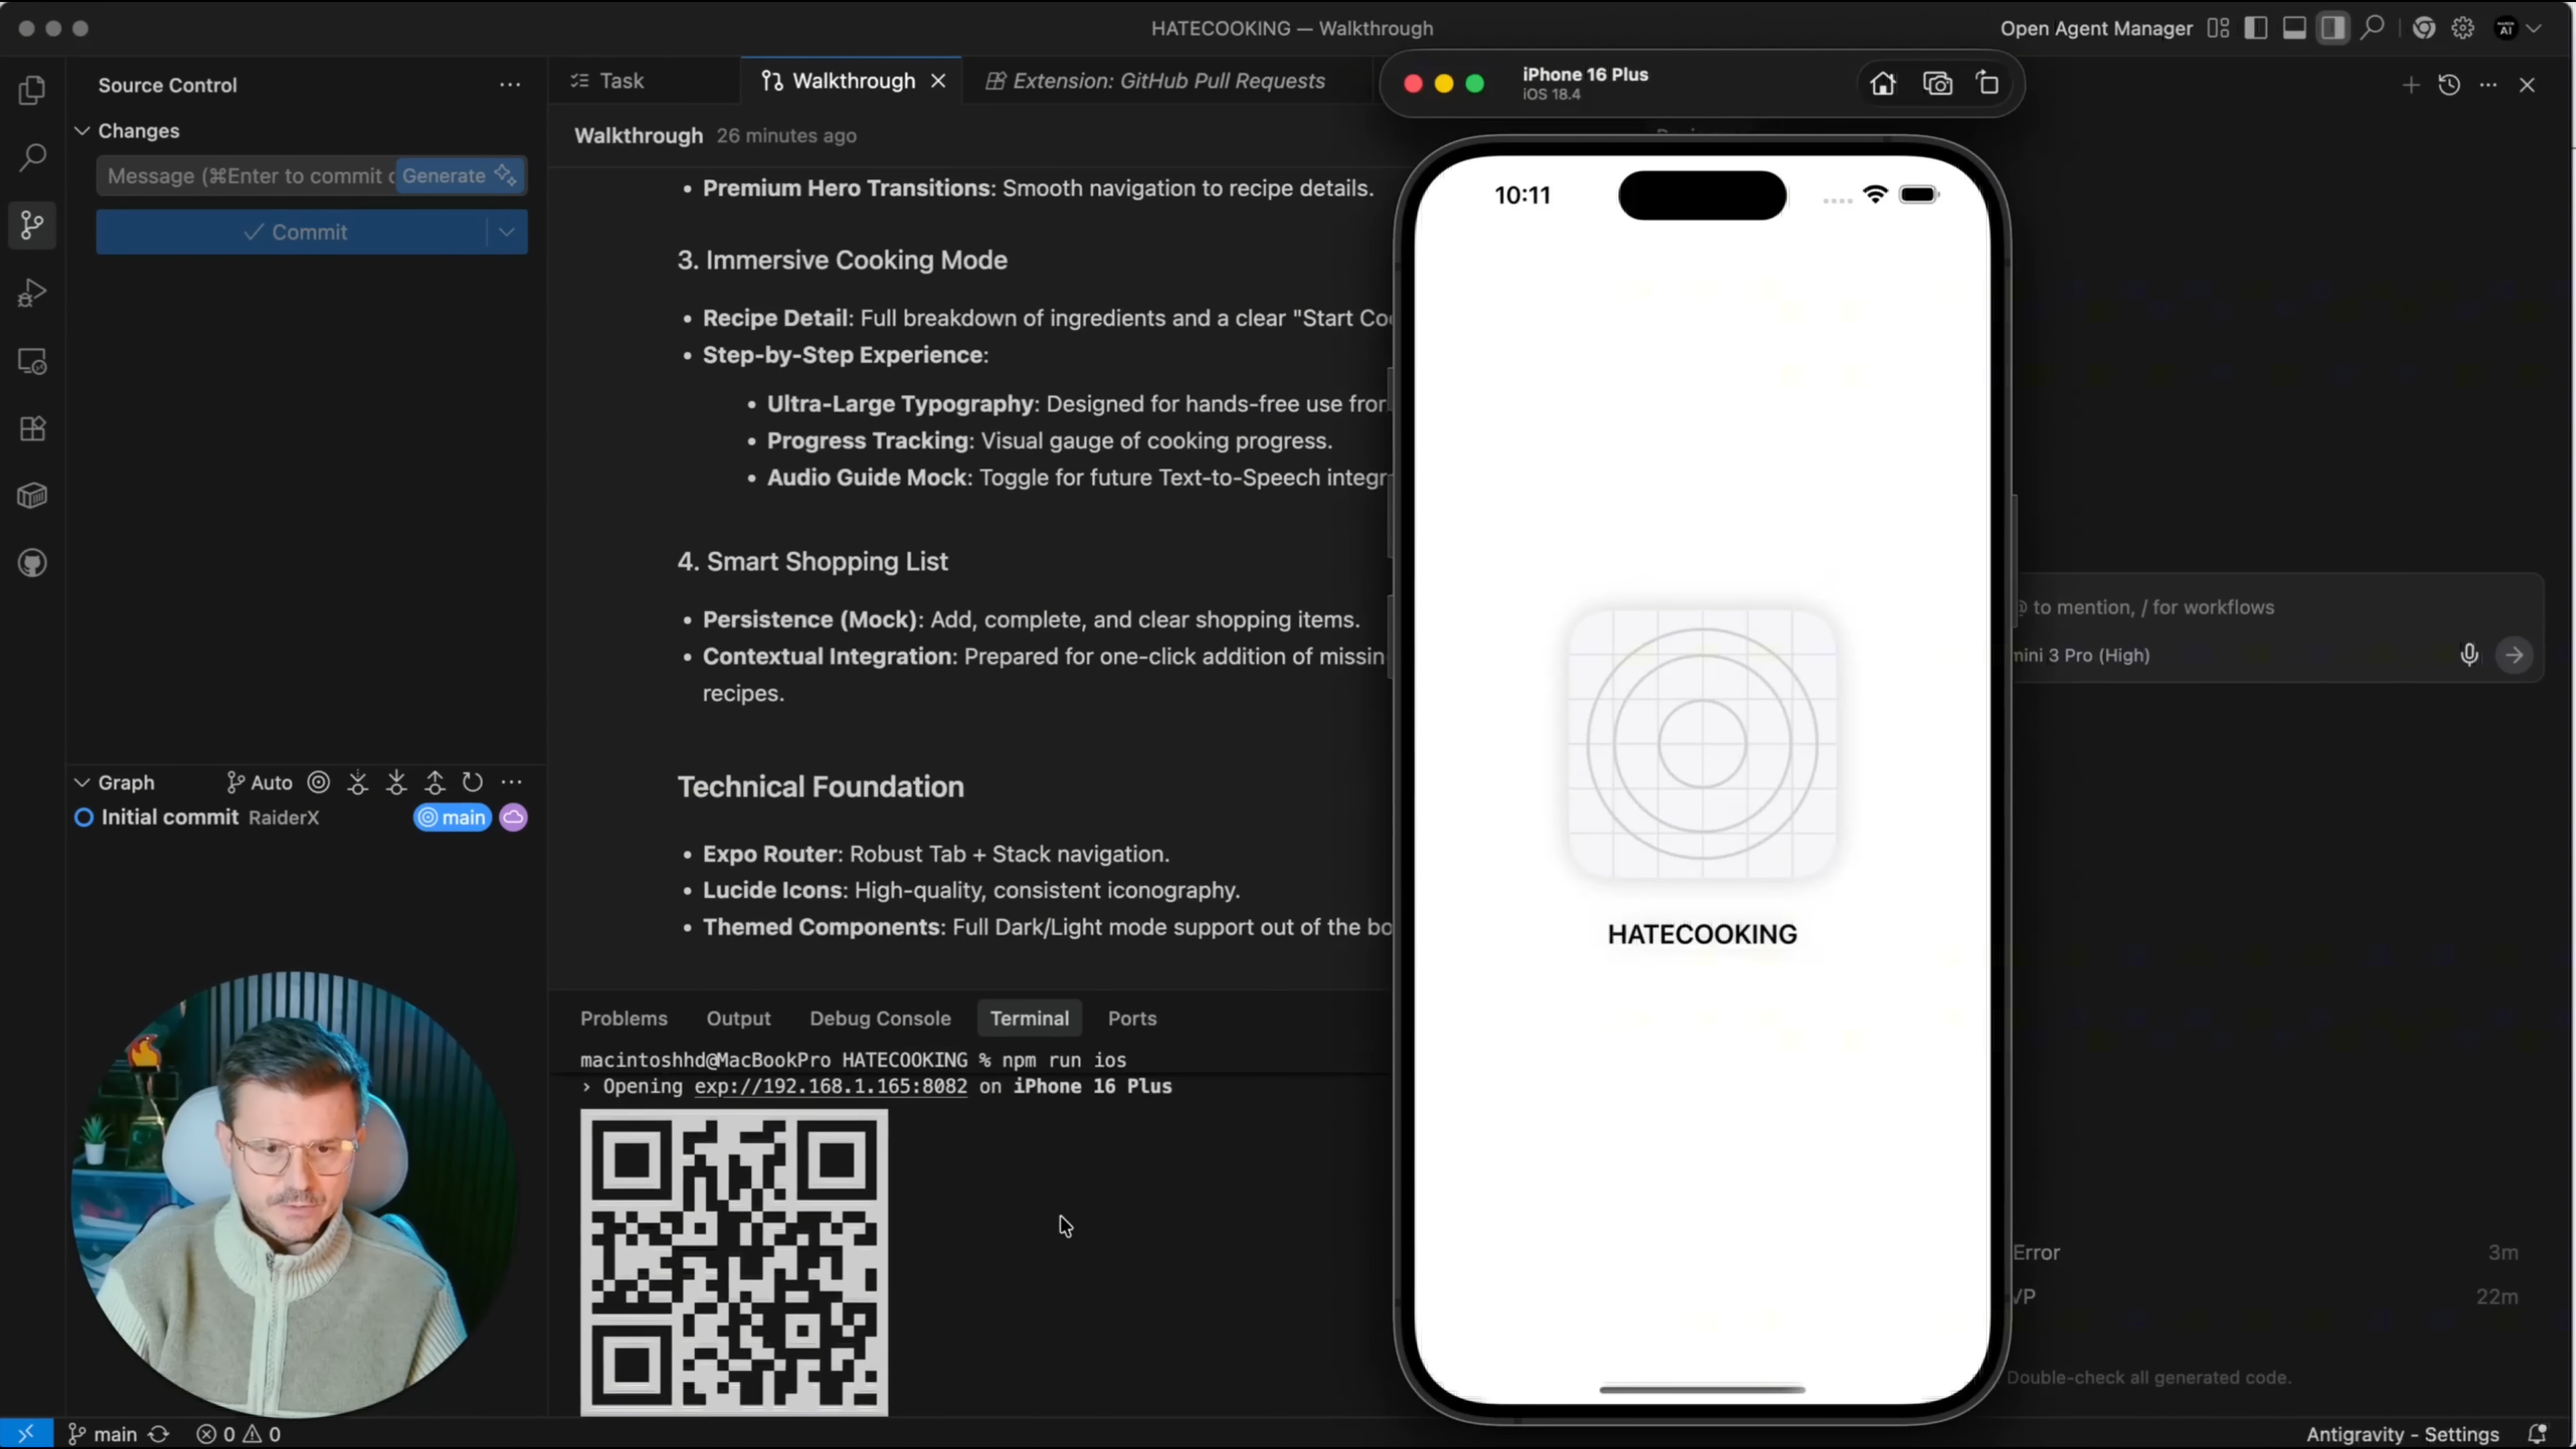 HATECOOKING — Walkthrough
Open Agent Manager
Source Control
Changes
Message (⌘Enter to commit
Generate
Commit
Graph
Auto
Initial commit RaiderX
main
Task
Walkthrough
Extension: GitHub Pull Requests
Walkthrough 26 minutes ago
• Premium Hero Transitions: Smooth navigation to recipe details.
3. Immersive Cooking Mode
• Recipe Detail: Full breakdown of ingredients and a clear "Start
• Step-by-Step Experience:
• Ultra-Large Typography: Designed for hands-free use
• Progress Tracking: Visual gauge of cooking progress.
• Audio Guide Mock: Toggle for future Text-to-Speech
4. Smart Shopping List
• Persistence (Mock): Add, complete, and clear shopping items.
• Contextual Integration: Prepared for one-click addition of
recipes.
Technical Foundation
• Expo Router: Robust Tab + Stack navigation.
• Lucide Icons: High-quality, consistent iconography.
• Themed Components: Full Dark/Light mode support out of the
Problems
Output
Debug Console
Terminal
Ports
macintoshhd@MacBookPro HATECOOKING % npm run ios
› Opening exp://192.168.1.165:8082 on iPhone 16 Plus
iPhone 16 Plus
iOS 18.4
10:11
HATECOOKING
@ to mention, / for workflows
3 Pro (High)
Error 3m
VP 22m
Double-check all generated code.
main
0
0
Antigravity - Settings
AI